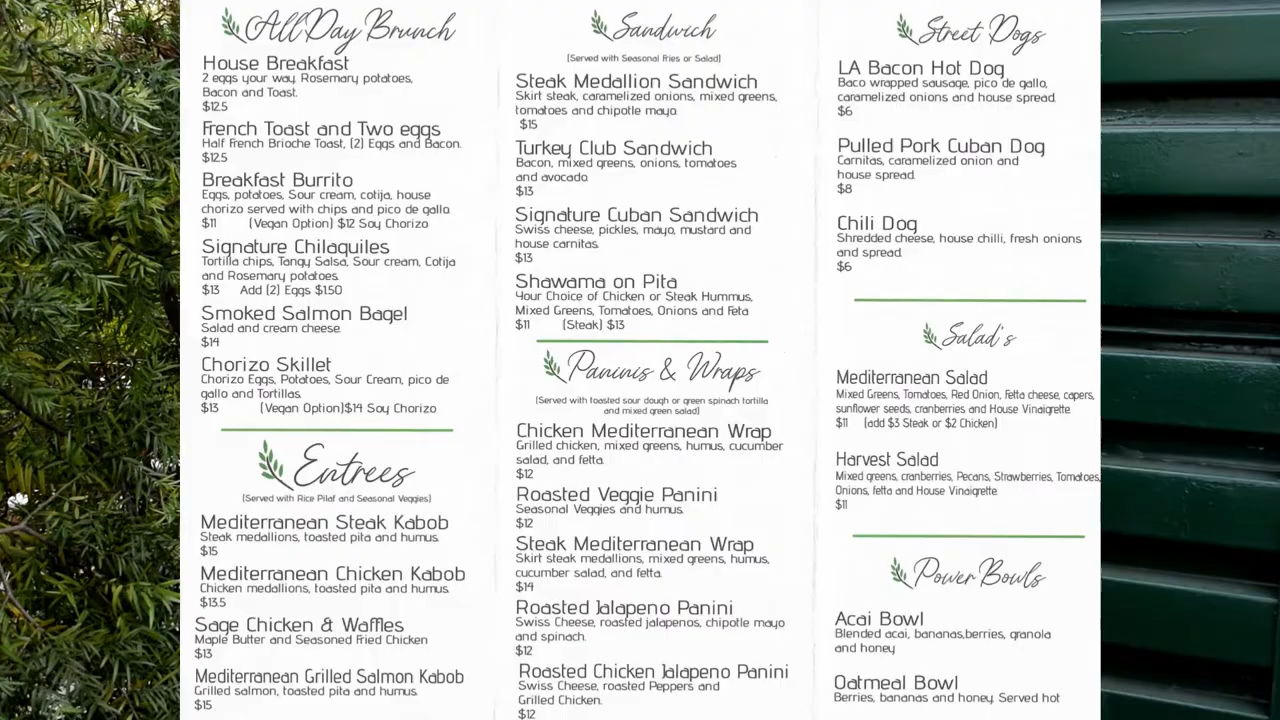 All Day Brunch
House Breakfast
2 eggs your way, Rosemary potatoes,
Bacon and Toast.
$12.5
French Toast and Two eggs
Half French Brioche Toast, (2) Eggs and Bacon.
$12.5
Breakfast Burrito
Eggs, potatoes, Sour cream, cotija, house
chorizo served with chips and pico de gallo.
$11 (Vegan Option) $12 Soy Chorizo
Signature Chilaquiles
Tortilla chips, Tangy Salsa, Sour cream, Cotija
and Rosemary potatoes.
$13 Add (2) Eggs $1.50
Smoked Salmon Bagel
Salad and cream cheese.
$14
Chorizo Skillet
Chorizo Eggs, Potatoes, Sour Cream, pico de
gallo and Tortillas.
$13 (Vegan Option)$14 Soy Chorizo
Entrees
(Served with Rice Pilaf and Seasonal Veggies)
Mediterranean Steak Kabob
Steak medallions, toasted pita and humus.
$15
Mediterranean Chicken Kabob
Chicken medallions, toasted pita and humus.
$13.5
Sage Chicken & Waffles
Maple Butter and Seasoned Fried Chicken
$13
Mediterranean Grilled Salmon Kabob
Grilled salmon, toasted pita and humus.
$15
Sandwich
(Served with Seasonal Fries or Salad)
Steak Medallion Sandwich
Skirt steak, caramelized onions, mixed greens,
tomatoes and chipotle mayo.
$15
Turkey Club Sandwich
Bacon, mixed greens, onions, tomatoes
and avocado.
$13
Signature Cuban Sandwich
Swiss cheese, pickles, mayo, mustard and
house carnitas.
$13
Shawama on Pita
Your Choice of Chicken or Steak Hummus,
Mixed Greens, Tomatoes, Onions and Feta
$11 (Steak) $13
Paninis & Wraps
(Served with toasted sour dough or green spinach tortilla
and mixed green salad)
Chicken Mediterranean Wrap
Grilled chicken, mixed greens, humus, cucumber
salad, and fetta.
$12
Roasted Veggie Panini
Seasonal Veggies and humus.
$12
Steak Mediterranean Wrap
Skirt steak medallions, mixed greens, humus,
cucumber salad, and fetta.
$14
Roasted Jalapeno Panini
Swiss Cheese, roasted jalapenos, chipotle mayo
and spinach.
$12
Roasted Chicken Jalapeno Panini
Swiss Cheese, roasted Peppers and
Grilled Chicken.
$12
Street Dogs
LA Bacon Hot Dog
Baco wrapped sausage, pico de gallo,
caramelized onions and house spread.
$6
Pulled Pork Cuban Dog
Carnitas, caramelized onion and
house spread.
$8
Chili Dog
Shredded cheese, house chilli, fresh onions
and spread.
$6
Salad's
Mediterranean Salad
Mixed Greens, Tomatoes, Red Onion, Fetta cheese, capers,
sunflower seeds, cranberries and House Vinaigrette.
$11 (add $3 Steak or $2 Chicken)
Harvest Salad
Mixed greens, cranberries, Pecans, Strawberries, Tomatoes,
Onions, fetta and House Vinaigrette.
$11
Power Bowls
Acai Bowl
Blended acai, bananas,berries, granola
and honey
Oatmeal Bowl
Berries, bananas and honey. Served hot